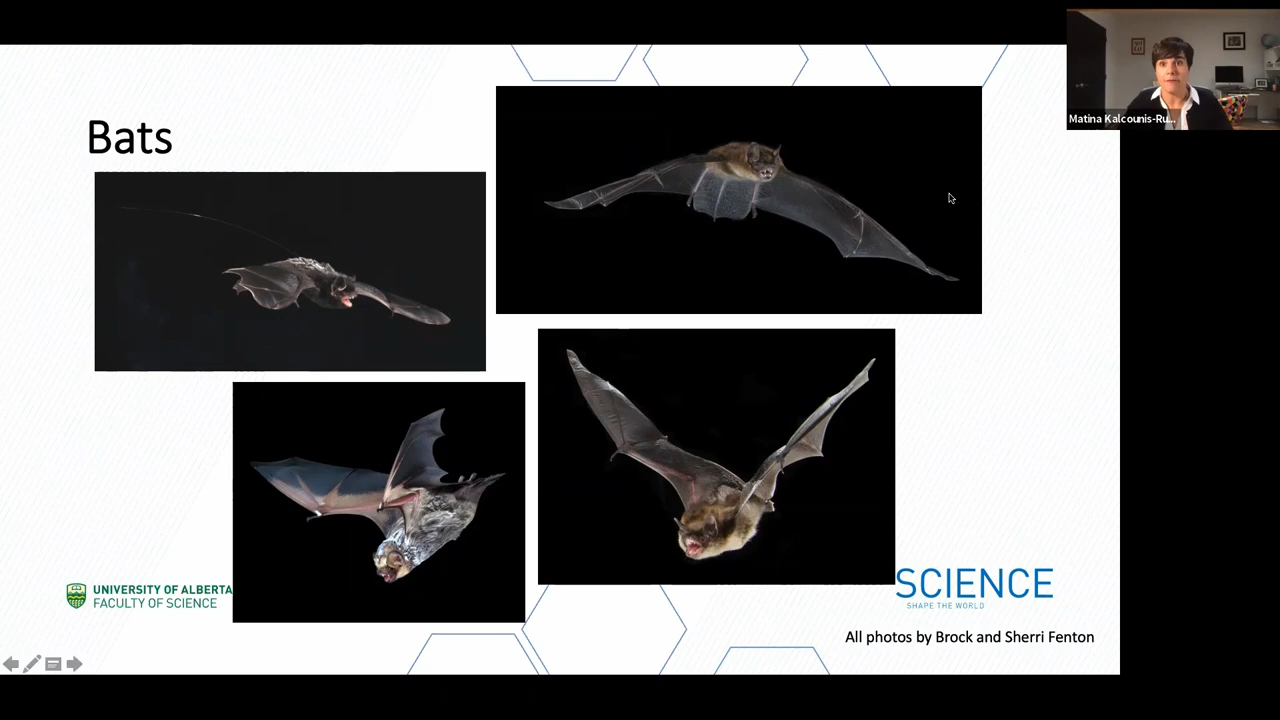 Matina Kalcounis-Ru...
Bats
UNIVERSITY OF ALBERTA
FACULTY OF SCIENCE
SCIENCE
SHAPE THE WORLD
All photos by Brock and Sherri Fenton